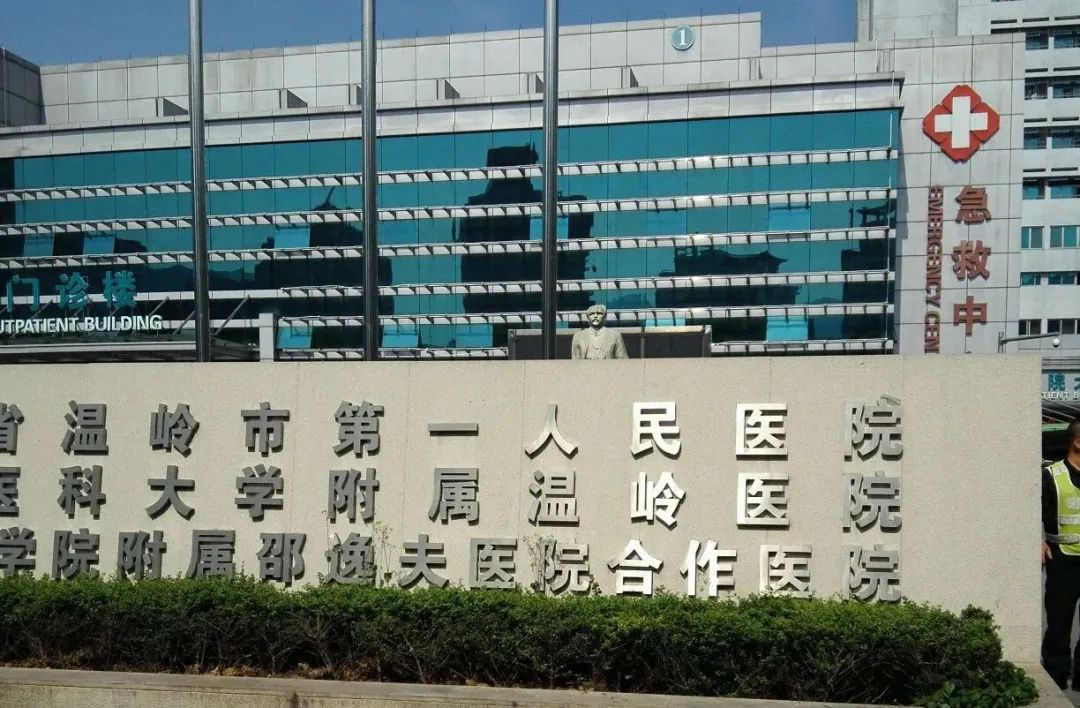 1
急救中
EMERGENCY CEN
门诊楼
OUTPATIENT BUILDING
省温岭市第一人民医院
医科大学附属温岭医院
学院附属邵逸夫医院合作医院